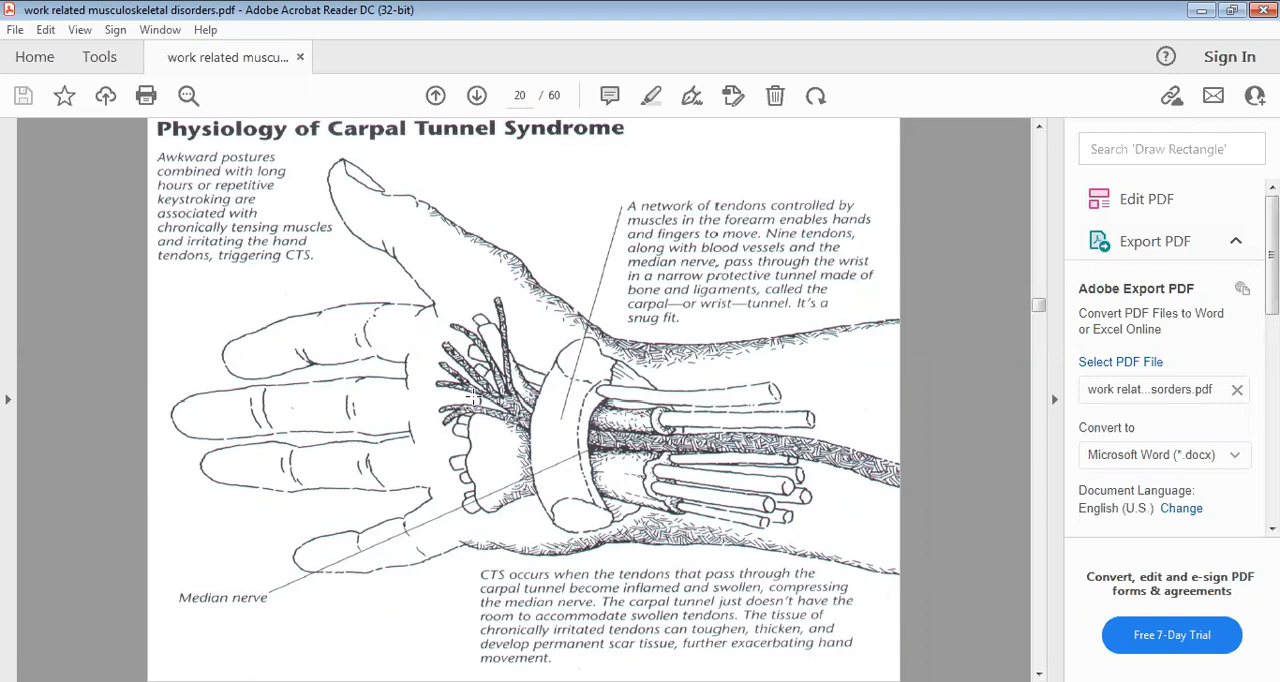 work related musculoskeletal disorders.pdf - Adobe Acrobat Reader DC (32-bit)
File Edit View Sign Window Help
Home Tools work related muscu... Sign In
20 / 60
Search 'Draw Rectangle'
Edit PDF
Export PDF
Adobe Export PDF
Convert PDF Files to Word
or Excel Online
Select PDF File
work relat...sorders.pdf
Convert to
Microsoft Word (*.docx)
Document Language:
English (U.S.) Change
Convert, edit and e-sign PDF
forms & agreements
Free 7-Day Trial
Physiology of Carpal Tunnel Syndrome
Awkward postures
combined with long
hours or repetitive
keystroking are
associated with
chronically tensing muscles
and irritating the hand
tendons, triggering CTS.
A network of tendons controlled by
muscles in the forearm enables hands
and fingers to move. Nine tendons,
along with blood vessels and the
median nerve, pass through the wrist
in a narrow protective tunnel made of
bone and ligaments, called the
carpal—or wrist—tunnel. It's a
snug fit.
Median nerve
CTS occurs when the tendons that pass through the
carpal tunnel become inflamed and swollen, compressing
the median nerve. The carpal tunnel just doesn't have the
room to accommodate swollen tendons. The tissue of
chronically irritated tendons can toughen, thicken, and
develop permanent scar tissue, further exacerbating hand
movement.